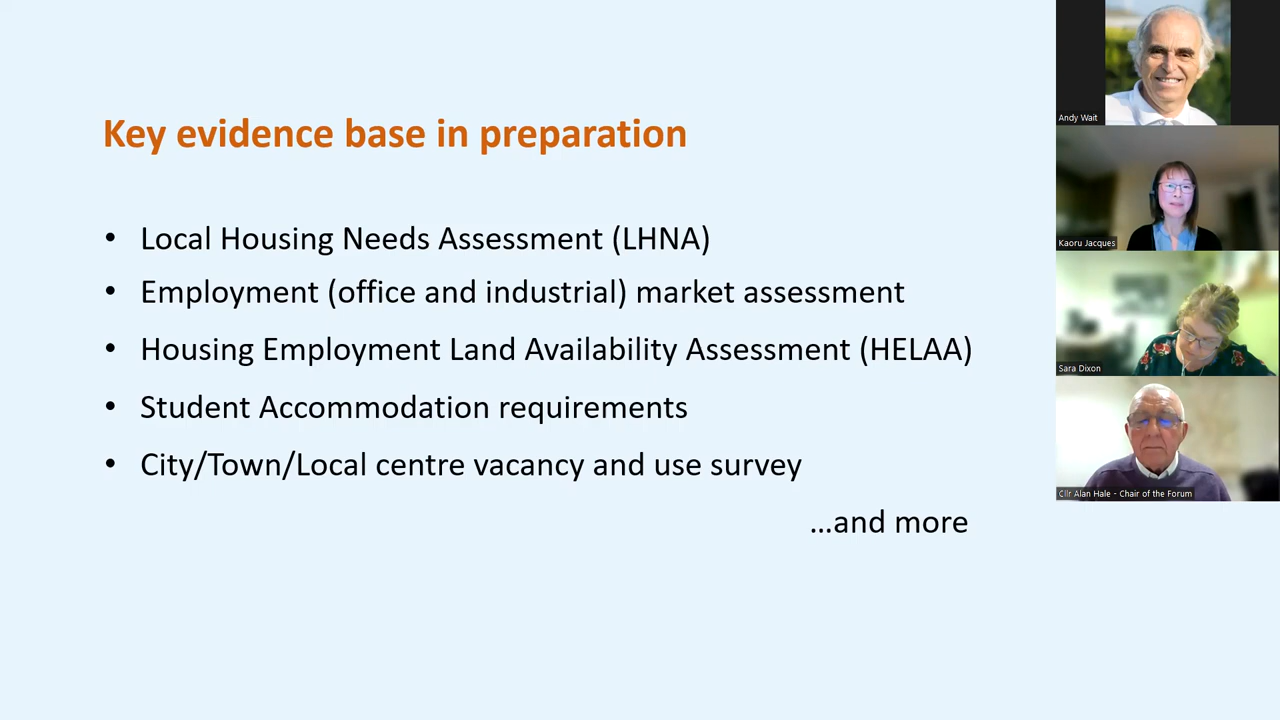 Key evidence base in preparation
• Local Housing Needs Assessment (LHNA)
• Employment (office and industrial) market assessment
• Housing Employment Land Availability Assessment (HELAA)
• Student Accommodation requirements
• City/Town/Local centre vacancy and use survey
...and more
Andy Wait
Kaoru Jacques
Sara Dixon
Cllr Alan Hale - Chair of the Forum